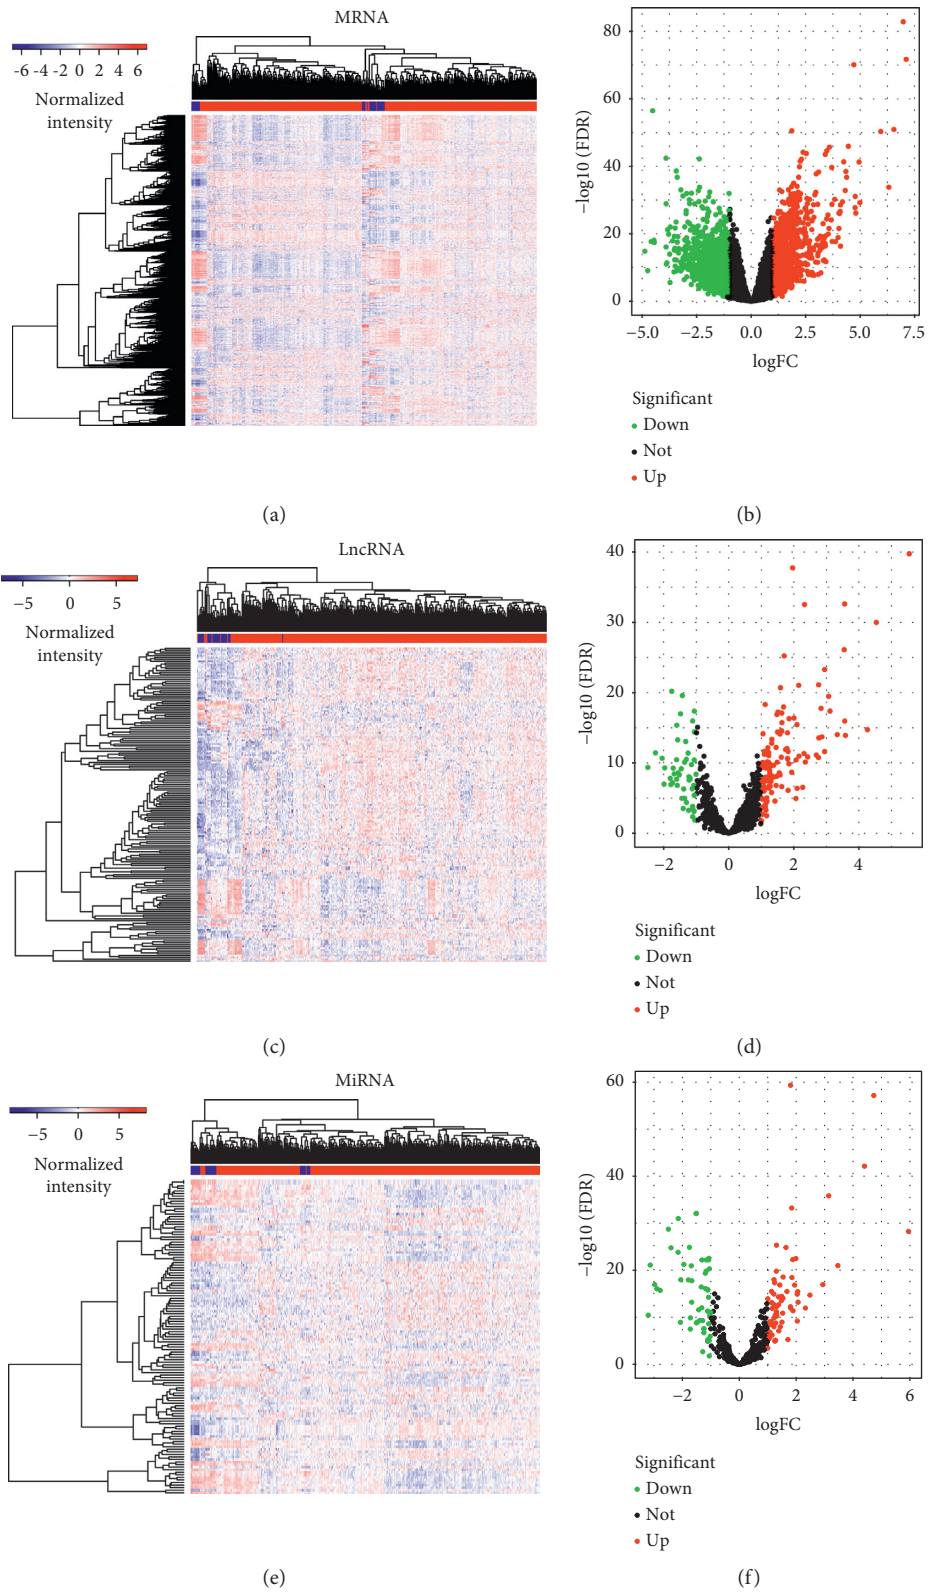 MRNA
-6 -4 -2 0 2 4 6
Normalized
intensity
(a)
80
60
40
20
0
−log10 (FDR)
−5.0 −2.5 0.0 2.5 5.0 7.5
logFC
Significant
Down
Not
Up
(b)
LncRNA
−5 0 5
Normalized
intensity
(c)
40
30
20
10
0
−log10 (FDR)
−2 0 2 4
logFC
Significant
Down
Not
Up
(d)
MiRNA
−5 0 5
Normalized
intensity
(e)
60
40
20
0
−log10 (FDR)
−2 0 2 4 6
logFC
Significant
Down
Not
Up
(f)